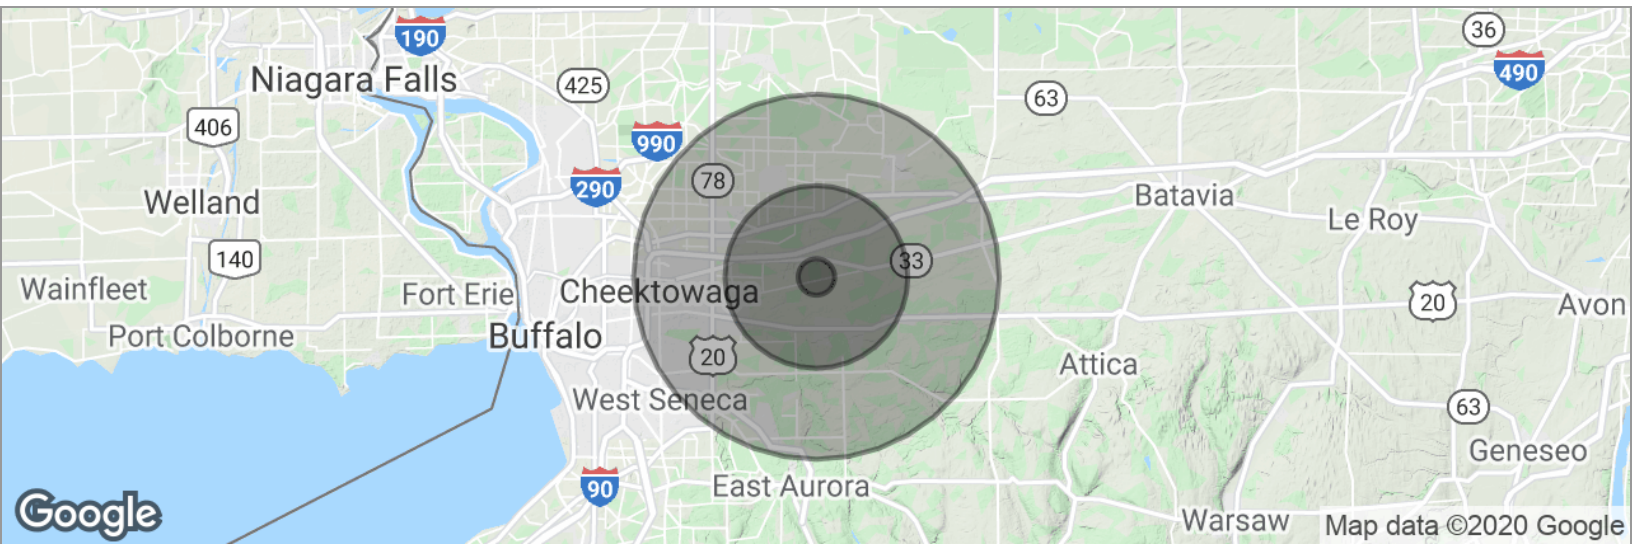 190
36
490
Niagara Falls
425
63
406
990
78
290
Batavia
Welland
Le Roy
140
33
Wainfleet
Fort Erie
Cheektowaga
20
Avon
Port Colborne
Buffalo
20
Attica
West Seneca
63
Geneseo
90
East Aurora
Google
Warsaw
Map data ©2020 Google